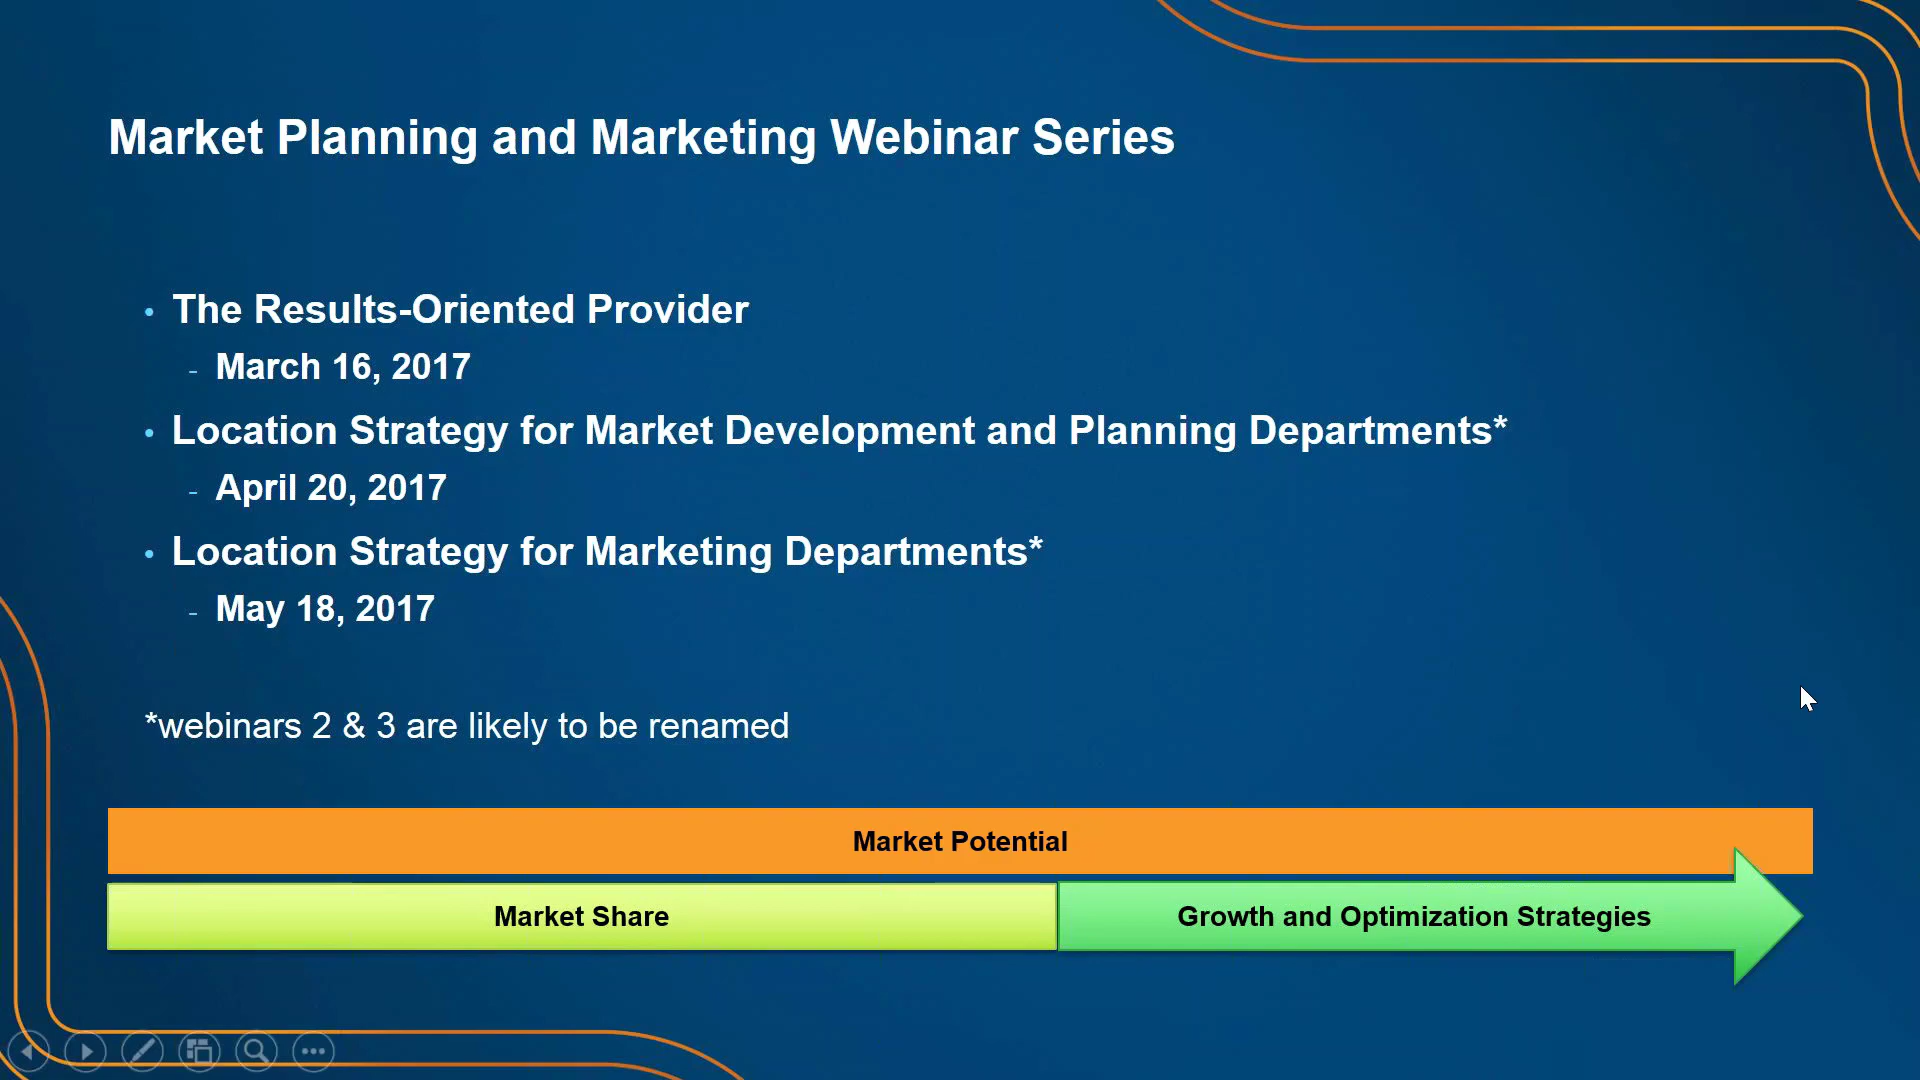 Market Planning and Marketing Webinar Series
• The Results-Oriented Provider
- March 16, 2017
• Location Strategy for Market Development and Planning Departments*
- April 20, 2017
• Location Strategy for Marketing Departments*
- May 18, 2017
*webinars 2 & 3 are likely to be renamed
Market Potential
Market Share
Growth and Optimization Strategies